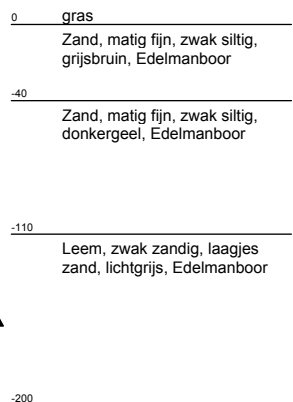 0 gras
Zand, matig fijn, zwak siltig,
grijsbruin, Edelmanboor
-40
Zand, matig fijn, zwak siltig,
donkergeel, Edelmanboor
-110
Leem, zwak zandig, laagjes
zand, lichtgrijs, Edelmanboor
-200